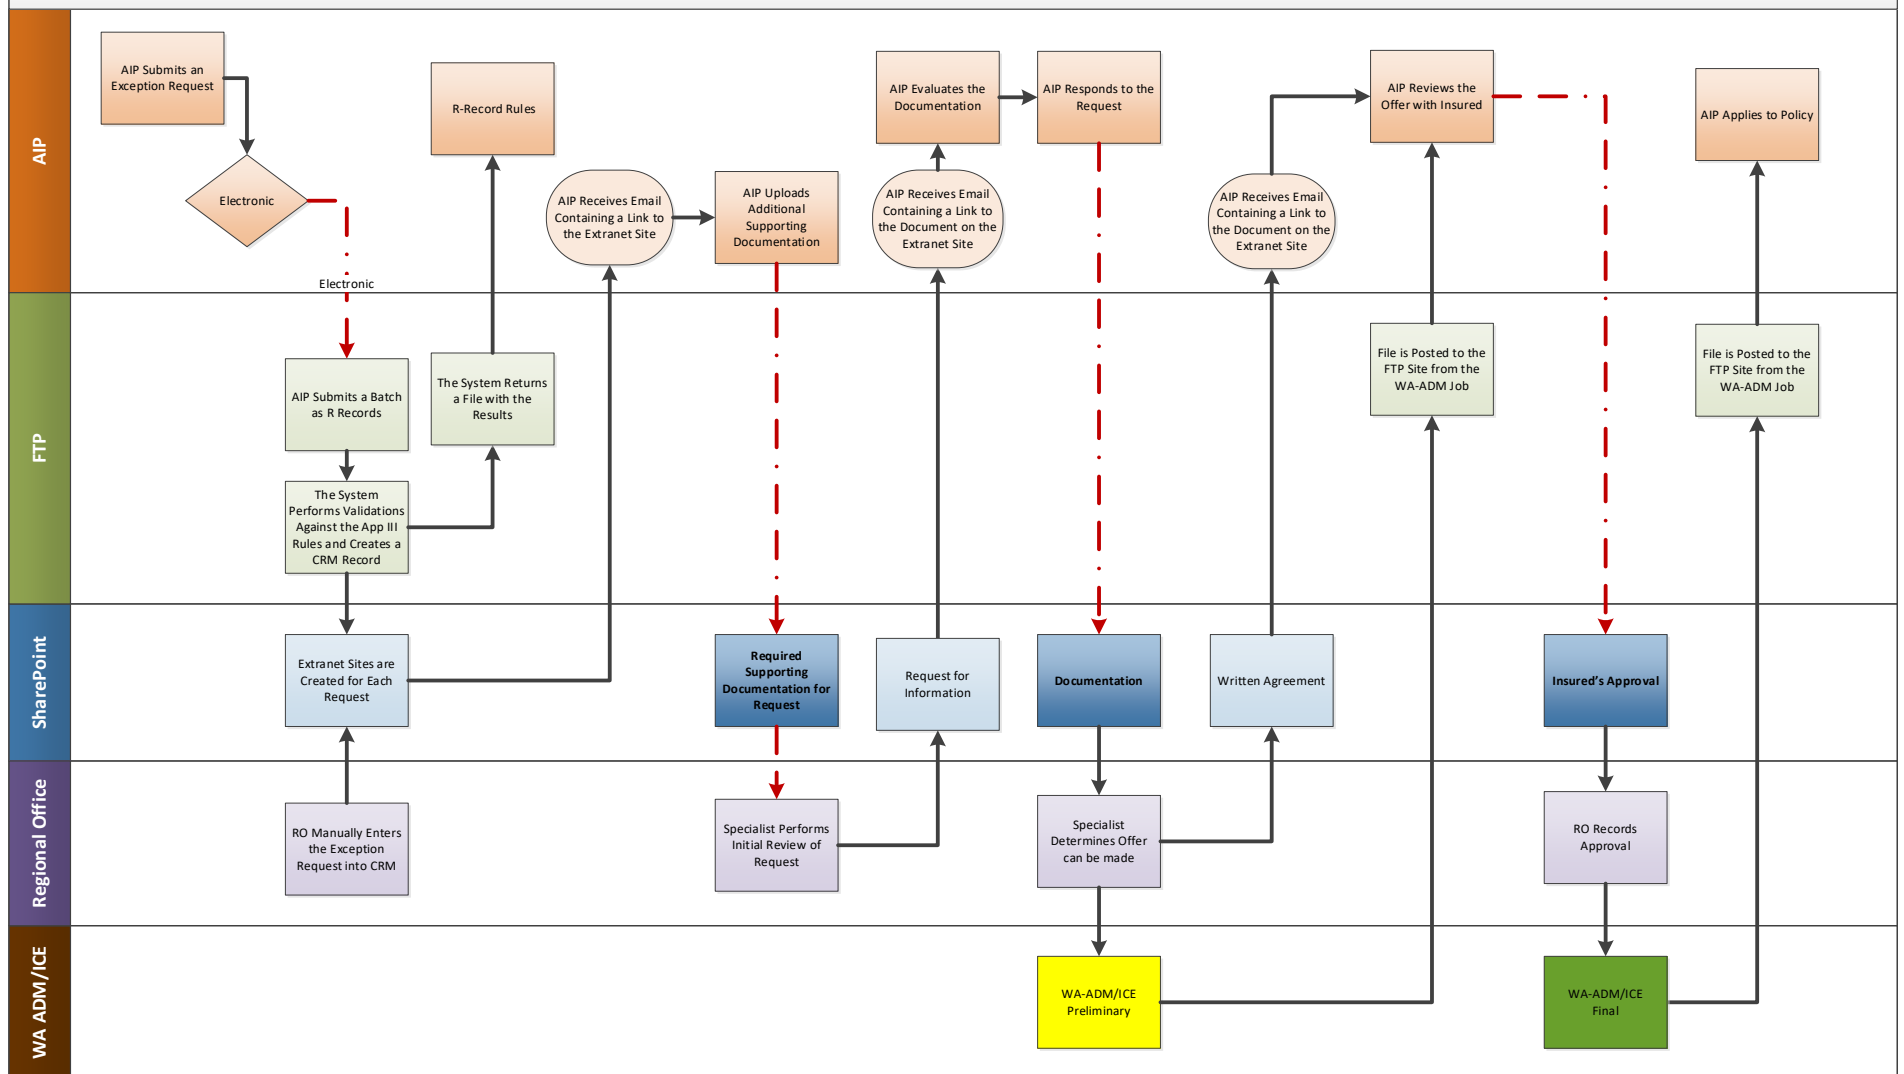 AIP
AIP Submits an
Exception Request
Electronic
Electronic
R-Record Rules
AIP Receives Email
Containing a Link to
the Extranet Site
AIP Uploads
Additional
Supporting
Documentation
AIP Evaluates the
Documentation
AIP Receives Email
Containing a Link to
the Document on the
Extranet Site
AIP Responds to the
Request
AIP Receives Email
Containing a Link to
the Document on the
Extranet Site
AIP Reviews the
Offer with Insured
AIP Applies to Policy
FTP
AIP Submits a Batch
as R Records
The System
Performs Validations
Against the App III
Rules and Creates a
CRM Record
The System Returns
a File with the
Results
File is Posted to the
FTP Site from the
WA-ADM Job
File is Posted to the
FTP Site from the
WA-ADM Job
SharePoint
Extranet Sites are
Created for Each
Request
Required
Supporting
Documentation for
Request
Request for
Information
Documentation
Written Agreement
Insured’s Approval
Regional Office
RO Manually Enters
the Exception
Request into CRM
Specialist Performs
Initial Review of
Request
Specialist
Determines Offer
can be made
RO Records
Approval
WA ADM/ICE
WA-ADM/ICE
Preliminary
WA-ADM/ICE
Final